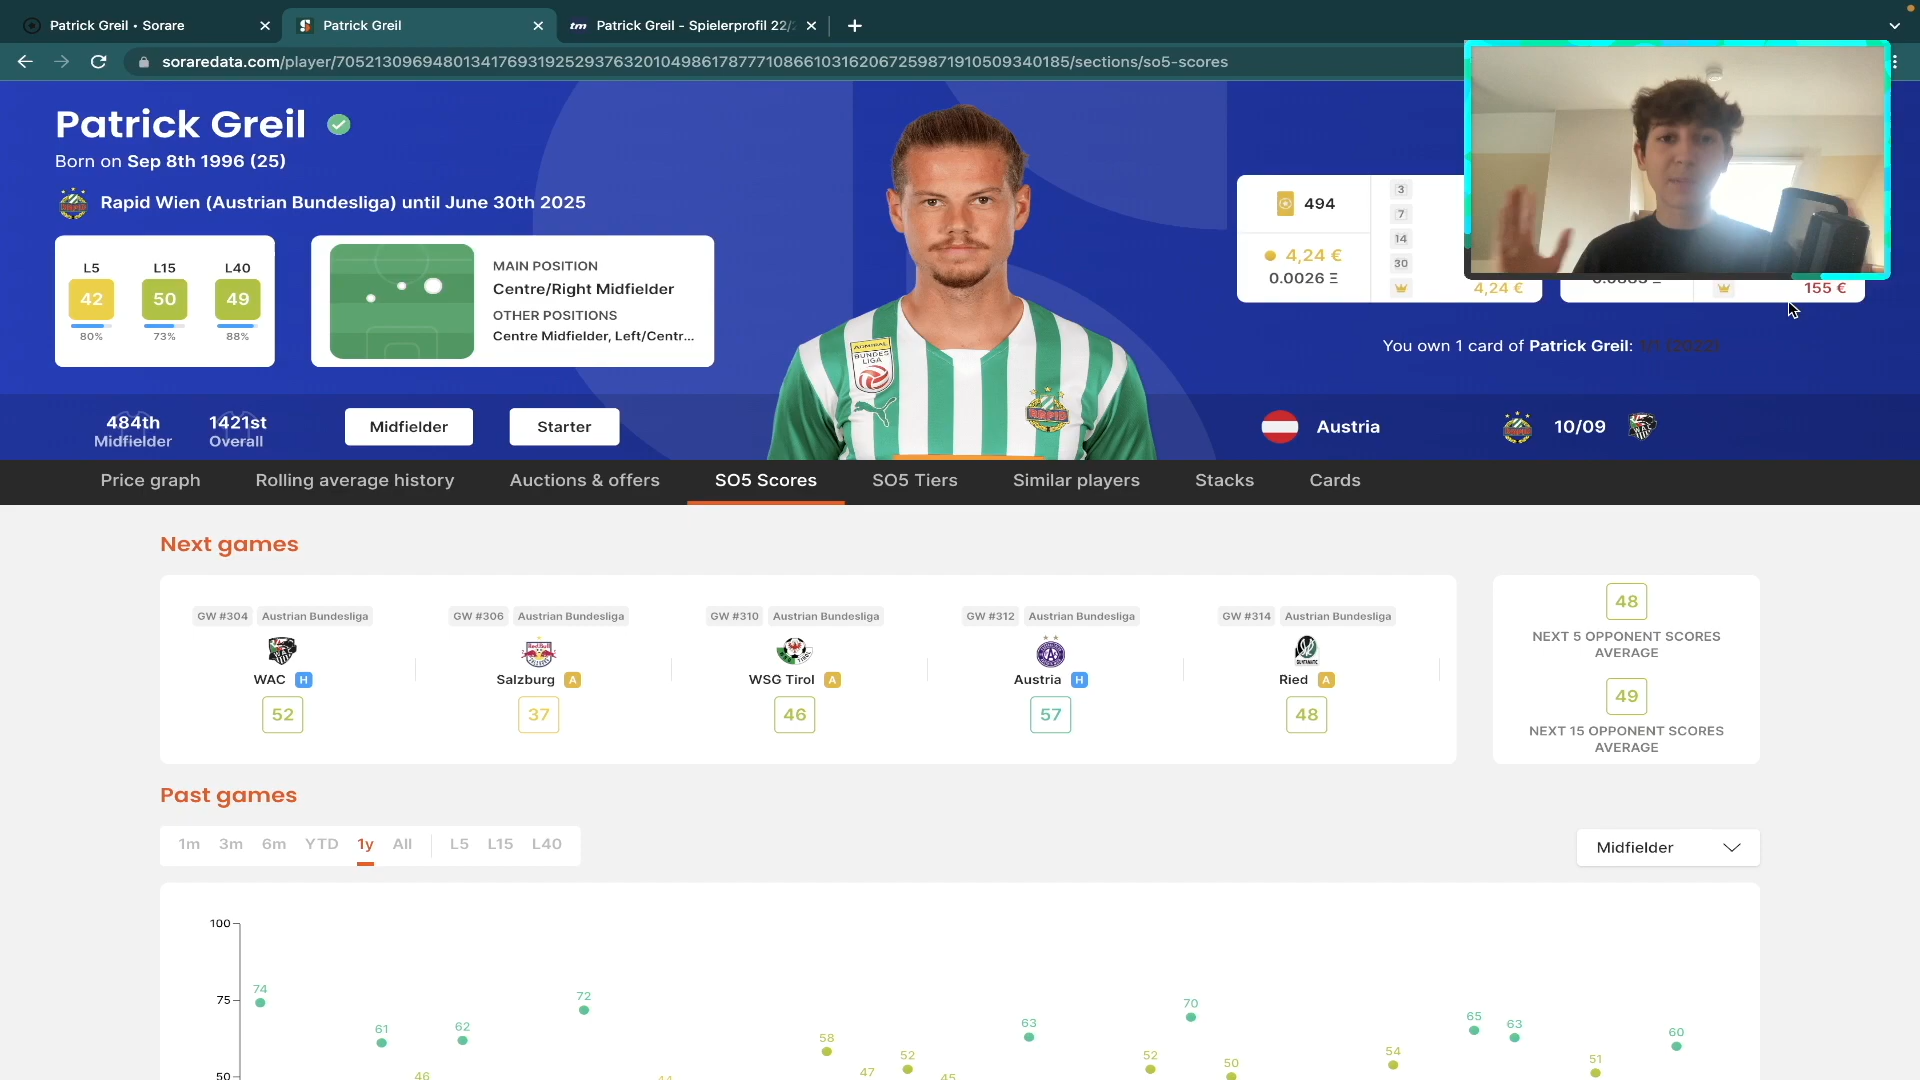 Patrick Greil • Sorare
Patrick Greil
tm Patrick Greil - Spielerprofil 22/
soraredata.com/player/70521309694801341769319252937632010498617877710866103162067259871910509340185/sections/so5-scores
Patrick Greil
Born on Sep 8th 1996 (25)
Rapid Wien (Austrian Bundesliga) until June 30th 2025
L5 L15 L40
42 50 49
80% 73% 88%
MAIN POSITION
Centre/Right Midfielder
OTHER POSITIONS
Centre Midfielder, Left/Centr...
494
4,24 €
0.0026 Ξ
3
7
14
30
4,24 €
155 €
You own 1 card of Patrick Greil: 1/1 (2022)
ADMIRAL
BUNDES
LIGA
RAPID
484th
Midfielder
1421st
Overall
Midfielder
Starter
Austria
10/09
Price graph
Rolling average history
Auctions & offers
SO5 Scores
SO5 Tiers
Similar players
Stacks
Cards
Next games
GW #304 Austrian Bundesliga
WAC H
52
GW #306 Austrian Bundesliga
Salzburg A
37
GW #310 Austrian Bundesliga
WSG Tirol A
46
GW #312 Austrian Bundesliga
Austria H
57
GW #314 Austrian Bundesliga
Ried A
48
48
NEXT 5 OPPONENT SCORES
AVERAGE
49
NEXT 15 OPPONENT SCORES
AVERAGE
Past games
1m 3m 6m YTD 1y All L5 L15 L40
Midfielder
100
75
50
74
61
46
62
72
44
58
47
52
45
63
52
70
50
54
65
63
51
60